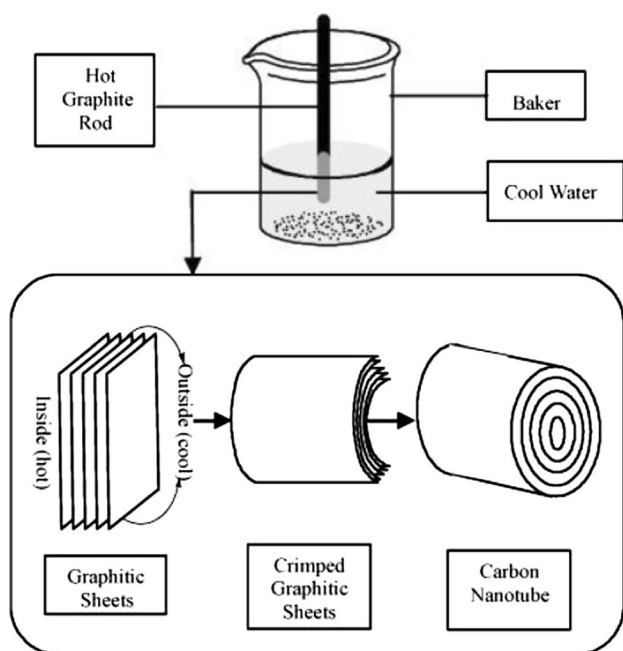 Hot
Graphite
Rod
Baker
Cool Water
Inside (hot)
Outside (cool)
Graphitic
Sheets
Crimped
Graphitic
Sheets
Carbon
Nanotube